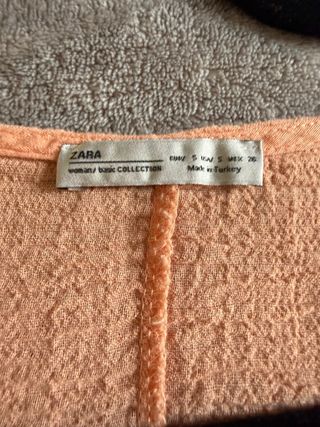 ZARA
EUR/ S USA/ S MEX 26
woman/ basic COLLECTION
Made in Turkey